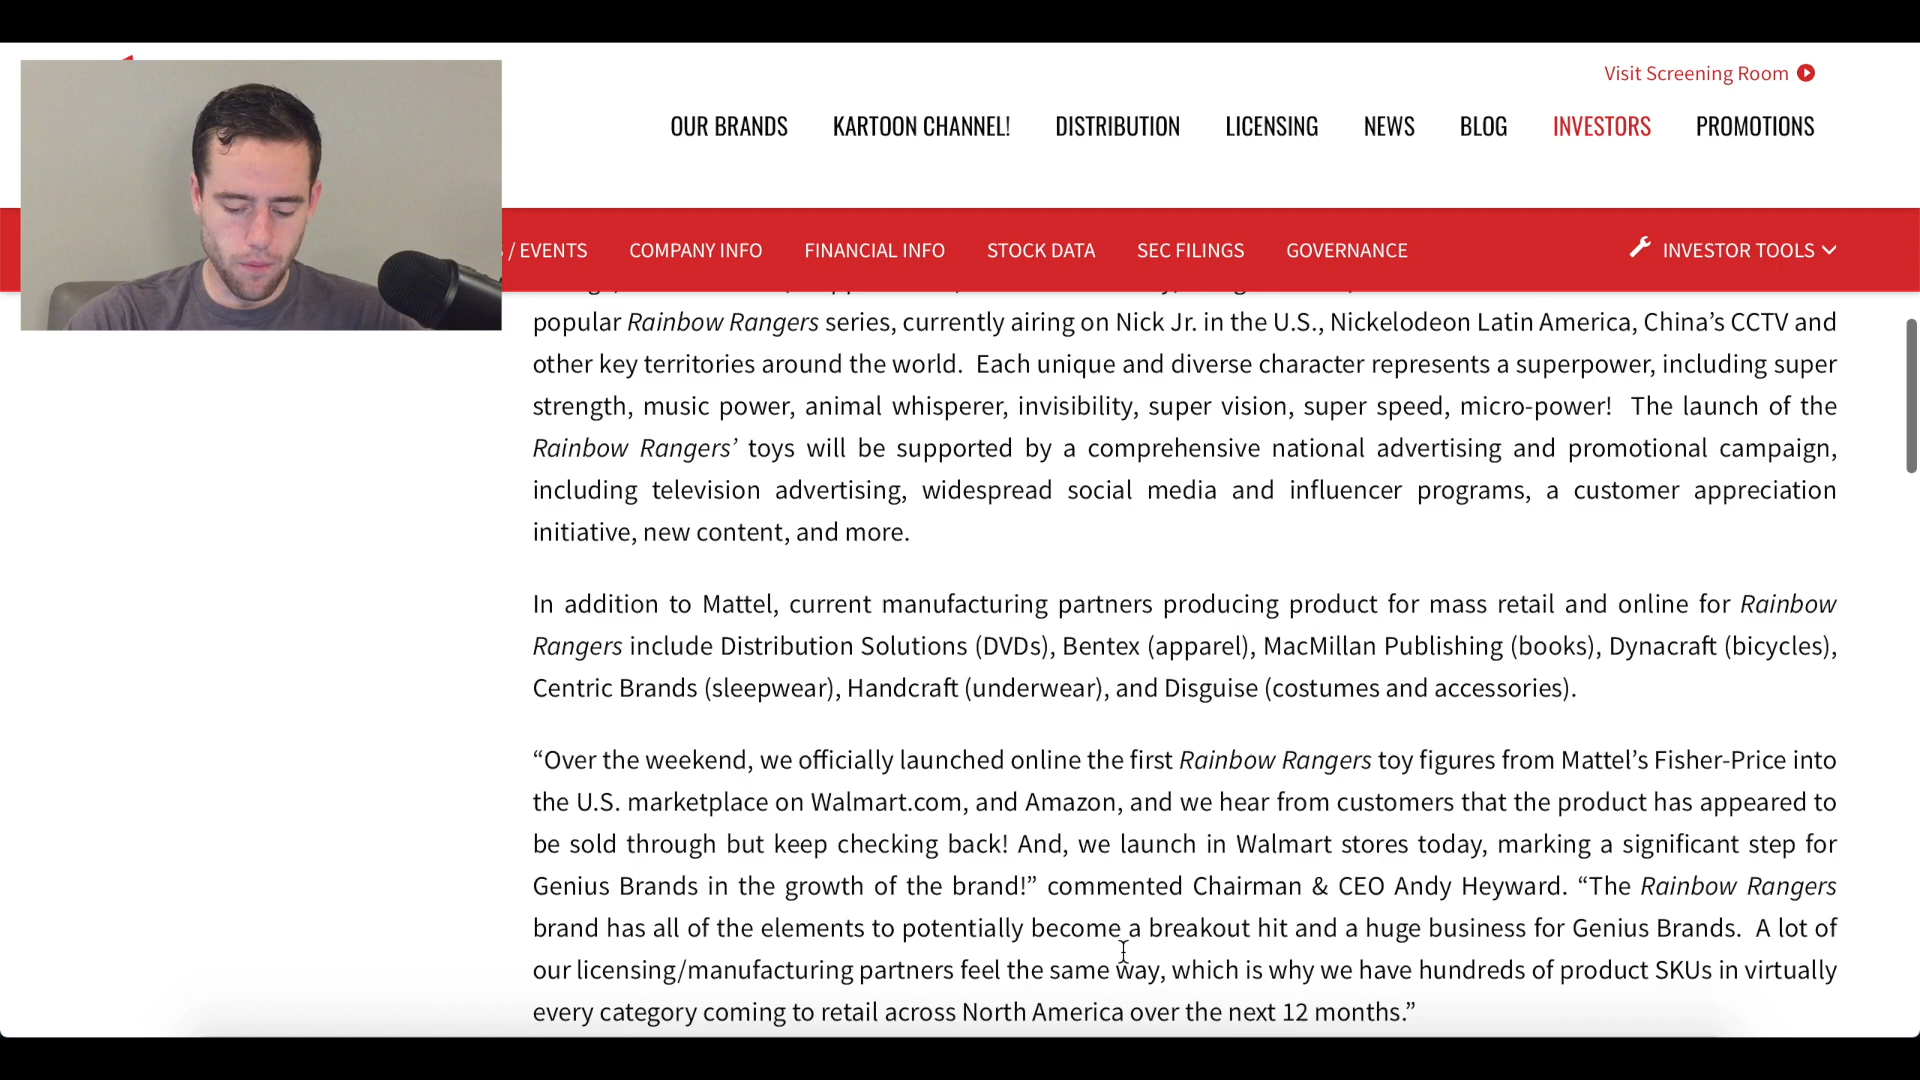 Visit Screening Room
OUR BRANDS KARTOON CHANNEL! DISTRIBUTION LICENSING NEWS BLOG INVESTORS PROMOTIONS
/ EVENTS COMPANY INFO FINANCIAL INFO STOCK DATA SEC FILINGS GOVERNANCE INVESTOR TOOLS
popular Rainbow Rangers series, currently airing on Nick Jr. in the U.S., Nickelodeon Latin America, China’s CCTV and
other key territories around the world. Each unique and diverse character represents a superpower, including super
strength, music power, animal whisperer, invisibility, super vision, super speed, micro-power! The launch of the
Rainbow Rangers’ toys will be supported by a comprehensive national advertising and promotional campaign,
including television advertising, widespread social media and influencer programs, a customer appreciation
initiative, new content, and more.
In addition to Mattel, current manufacturing partners producing product for mass retail and online for Rainbow
Rangers include Distribution Solutions (DVDs), Bentex (apparel), MacMillan Publishing (books), Dynacraft (bicycles),
Centric Brands (sleepwear), Handcraft (underwear), and Disguise (costumes and accessories).
“Over the weekend, we officially launched online the first Rainbow Rangers toy figures from Mattel’s Fisher-Price into
the U.S. marketplace on Walmart.com, and Amazon, and we hear from customers that the product has appeared to
be sold through but keep checking back! And, we launch in Walmart stores today, marking a significant step for
Genius Brands in the growth of the brand!” commented Chairman & CEO Andy Heyward. “The Rainbow Rangers
brand has all of the elements to potentially become a breakout hit and a huge business for Genius Brands. A lot of
our licensing/manufacturing partners feel the same way, which is why we have hundreds of product SKUs in virtually
every category coming to retail across North America over the next 12 months.”